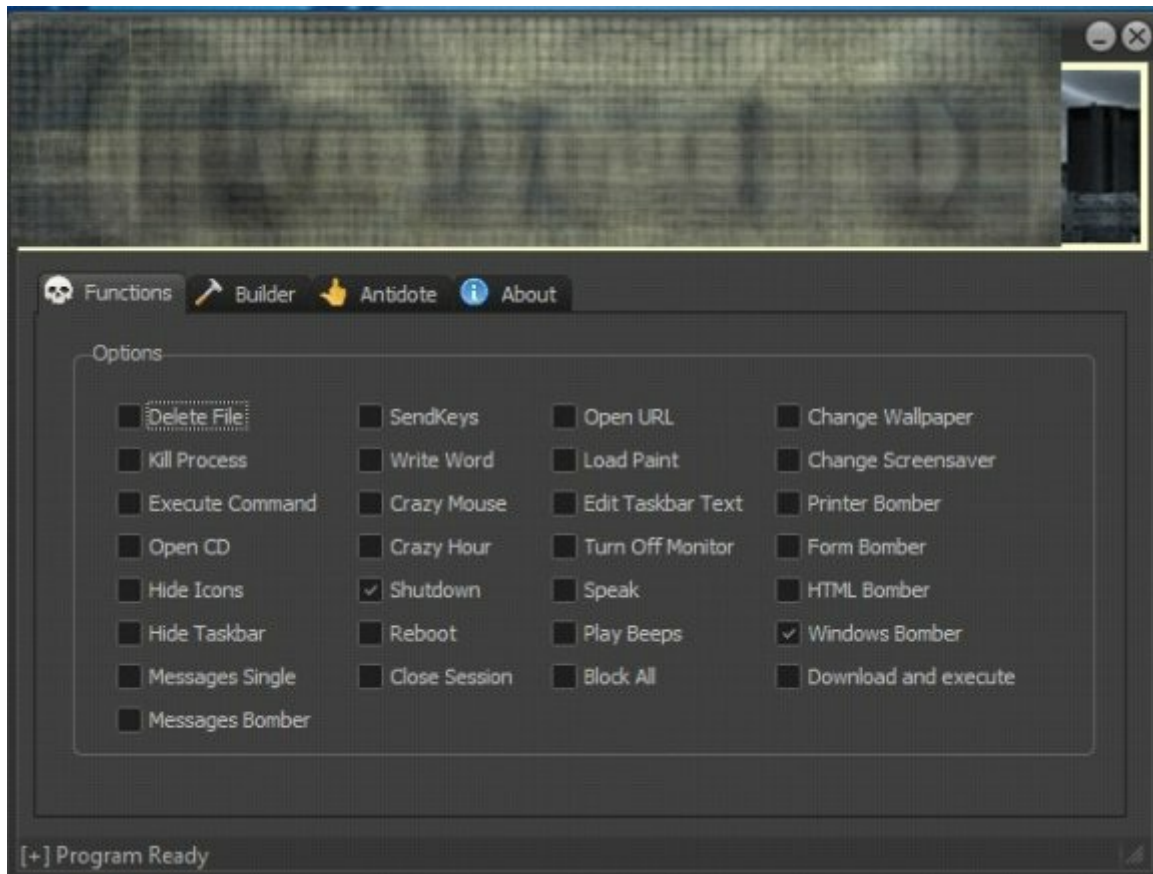 Functions Builder Antidote About
Options
Delete File SendKeys Open URL Change Wallpaper
Kill Process Write Word Load Paint Change Screensaver
Execute Command Crazy Mouse Edit Taskbar Text Printer Bomber
Open CD Crazy Hour Turn Off Monitor Form Bomber
Hide Icons Shutdown Speak HTML Bomber
Hide Taskbar Reboot Play Beeps Windows Bomber
Messages Single Close Session Block All Download and execute
Messages Bomber
[+] Program Ready